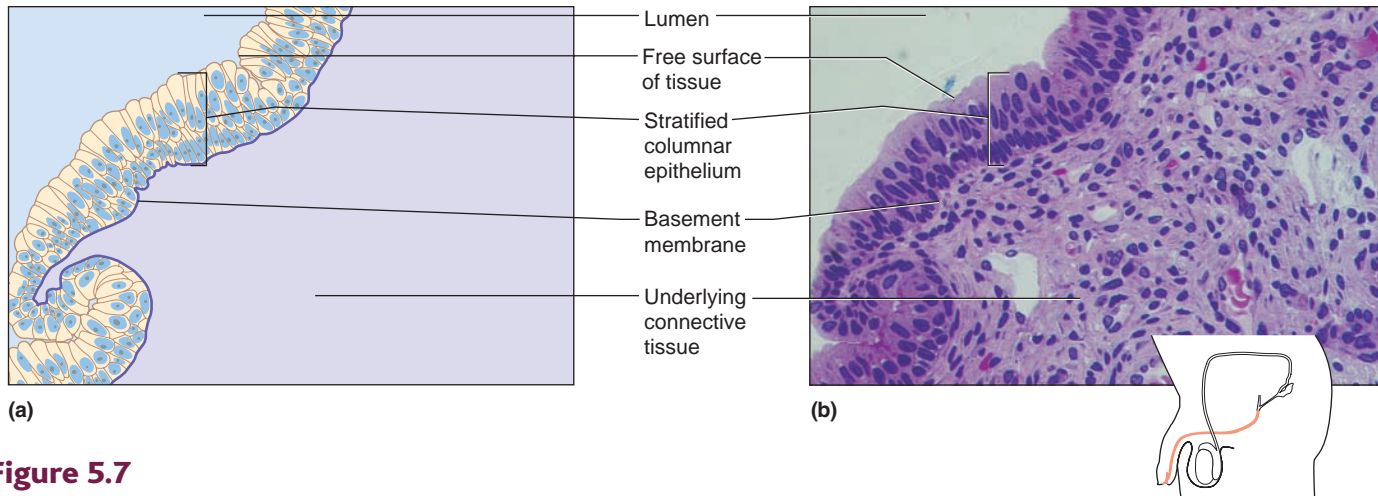 Lumen
Free surface
of tissue
Stratified
columnar
epithelium
Basement
membrane
Underlying
connective
tissue
(a)
(b)
Figure 5.7